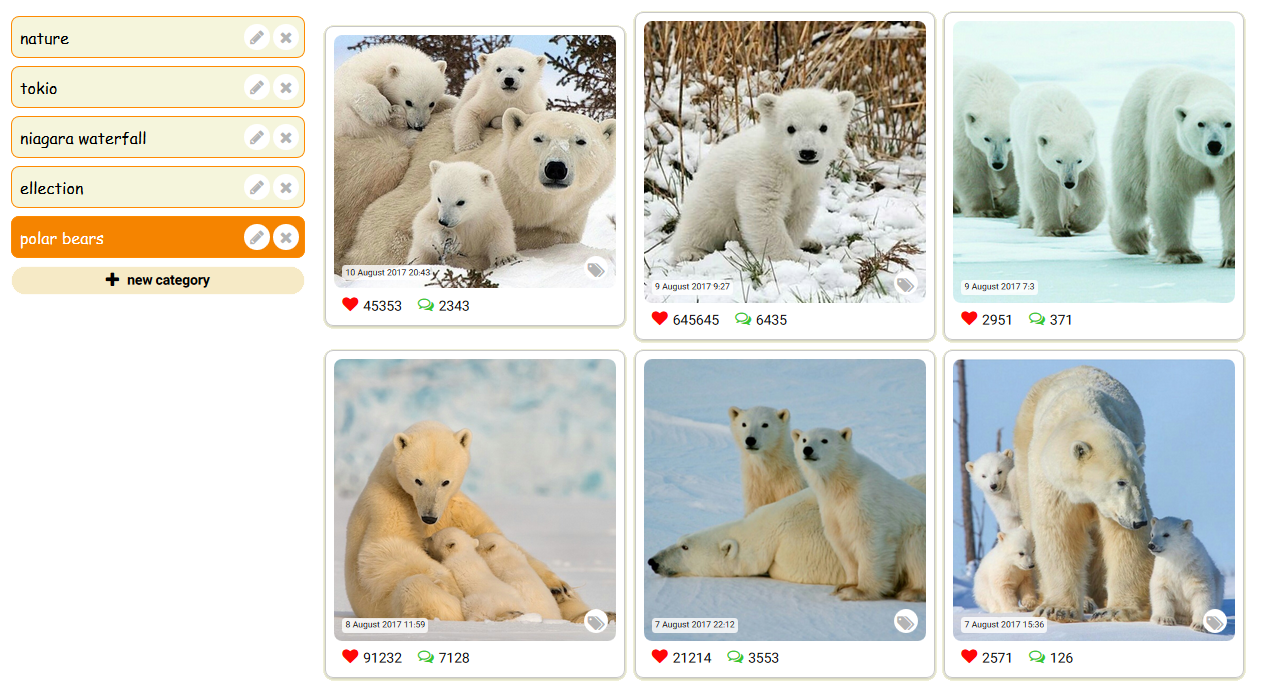 nature
tokio
niagara waterfall
ellection
polar bears
new category
10 August 2017 20:43
45353 2343
9 August 2017 9:27
645645 6435
9 August 2017 7:3
2951 371
8 August 2017 11:59
91232 7128
7 August 2017 22:12
21214 3553
7 August 2017 15:36
2571 126